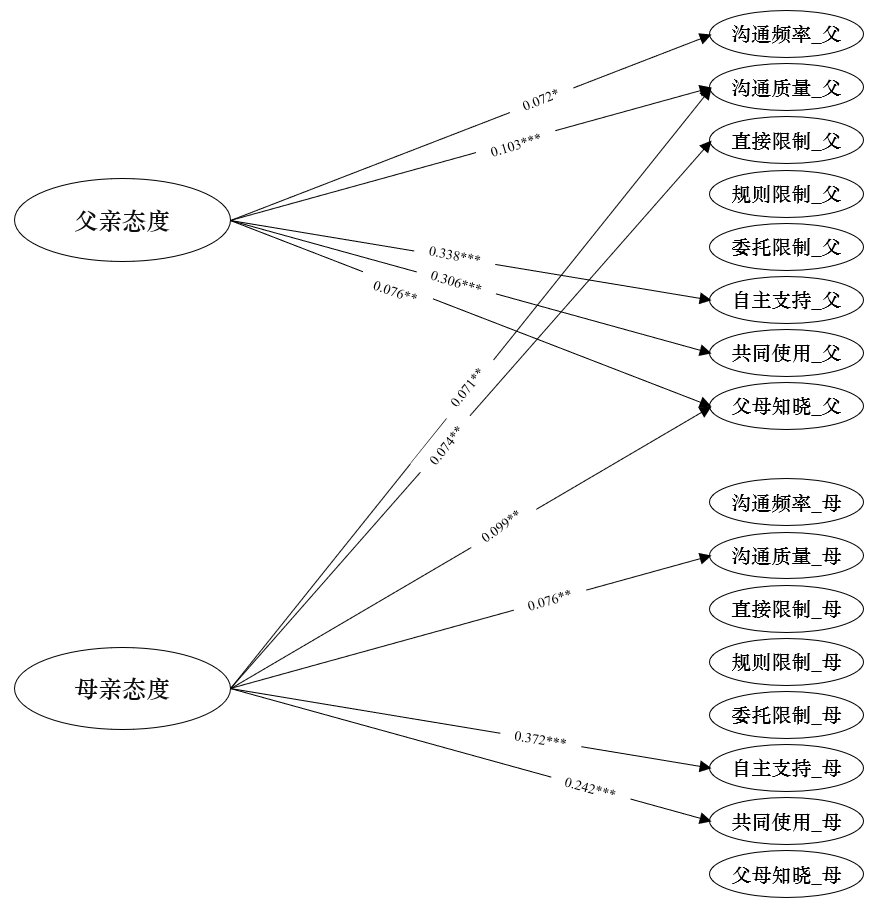 沟通频率_父
沟通质量_父
0.072*
直接限制_父
0.103***
规则限制_父
父亲态度
委托限制_父
0.338***
0.306***
自主支持_父
0.076**
共同使用_父
0.071**
父母知晓_父
0.074**
沟通频率_母
0.099**
沟通质量_母
0.076**
直接限制_母
规则限制_母
母亲态度
委托限制_母
0.372***
自主支持_母
0.242***
共同使用_母
父母知晓_母